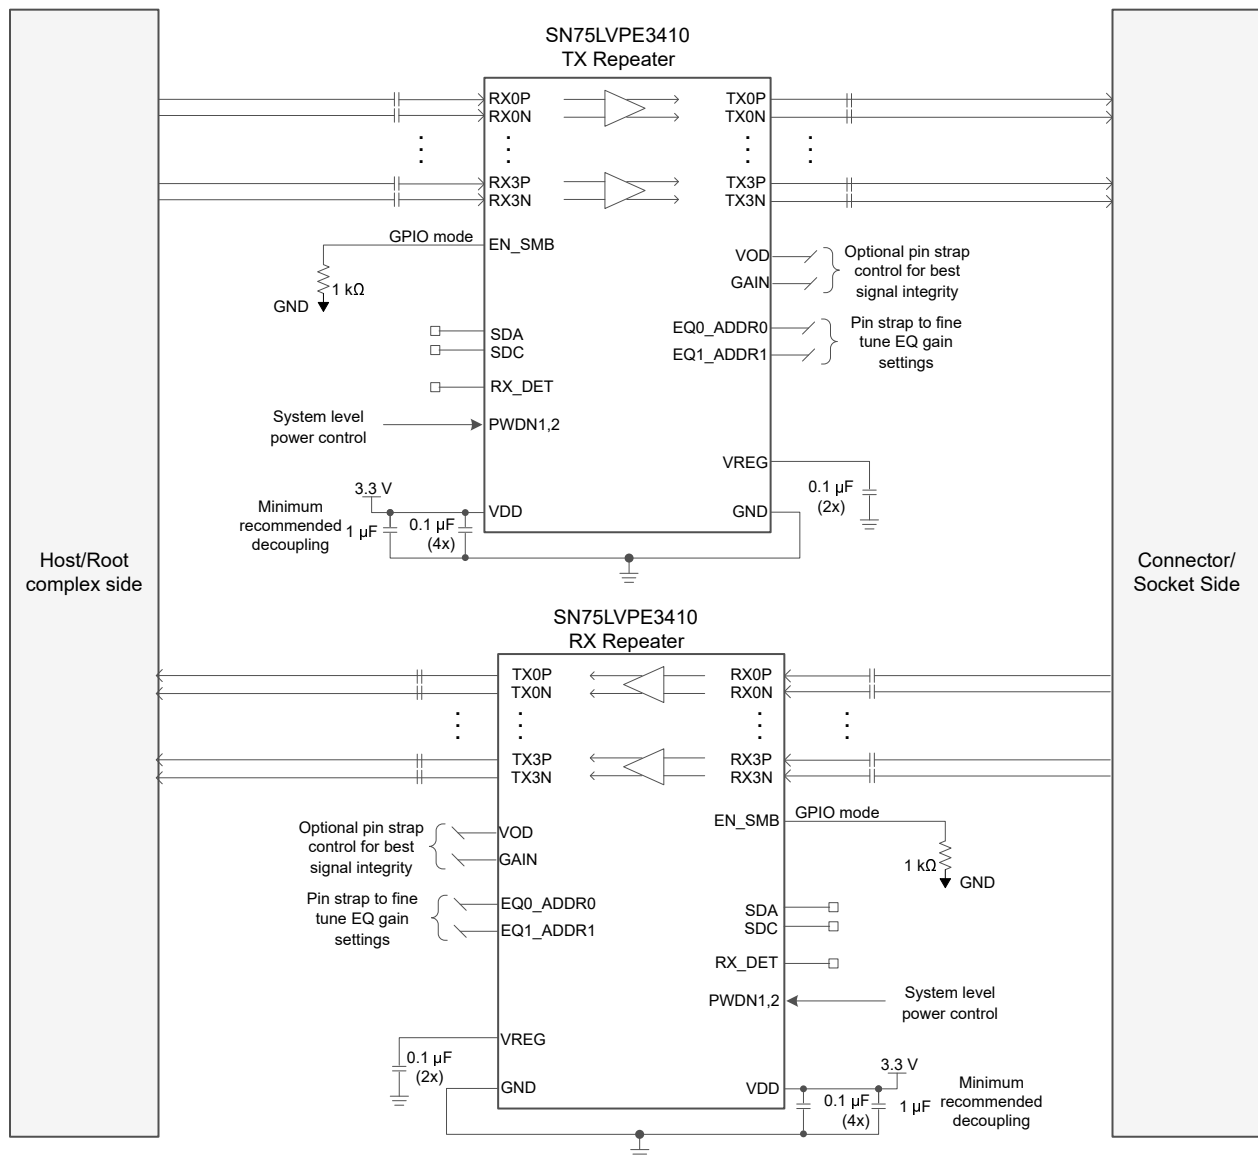 SN75LVPE3410
TX Repeater
RX0P
RX0N
RX3P
RX3N
TX0P
TX0N
TX3P
TX3N
GPIO mode
EN_SMB
1 kΩ
GND
SDA
SDC
RX_DET
System level
power control
PWDN1,2
VOD
GAIN
Optional pin strap
control for best
signal integrity
EQ0_ADDR0
EQ1_ADDR1
Pin strap to fine
tune EQ gain
settings
VREG
0.1 µF
(2x)
GND
3.3 V
VDD
Minimum
recommended
decoupling
1 µF
0.1 µF
(4x)
Host/Root
complex side
Connector/
Socket Side
SN75LVPE3410
RX Repeater
TX0P
TX0N
TX3P
TX3N
RX0P
RX0N
RX3P
RX3N
Optional pin strap
control for best
signal integrity
VOD
GAIN
Pin strap to fine
tune EQ gain
settings
EQ0_ADDR0
EQ1_ADDR1
EN_SMB
GPIO mode
1 kΩ
GND
SDA
SDC
RX_DET
PWDN1,2
System level
power control
VREG
0.1 µF
(2x)
GND
VDD
3.3 V
0.1 µF
(4x)
1 µF
Minimum
recommended
decoupling